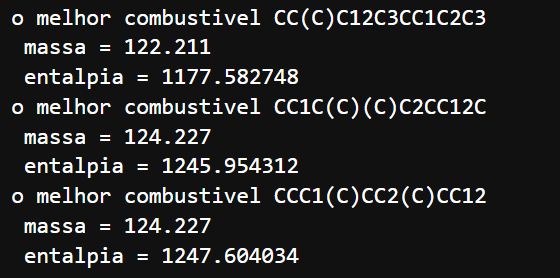 o melhor combustivel CC(C)C12C3CC1C2C3
massa = 122.211
entalpia = 1177.582748
o melhor combustivel CC1C(C)(C)C2CC12C
massa = 124.227
entalpia = 1245.954312
o melhor combustivel CCC1(C)CC2(C)CC12
massa = 124.227
entalpia = 1247.604034